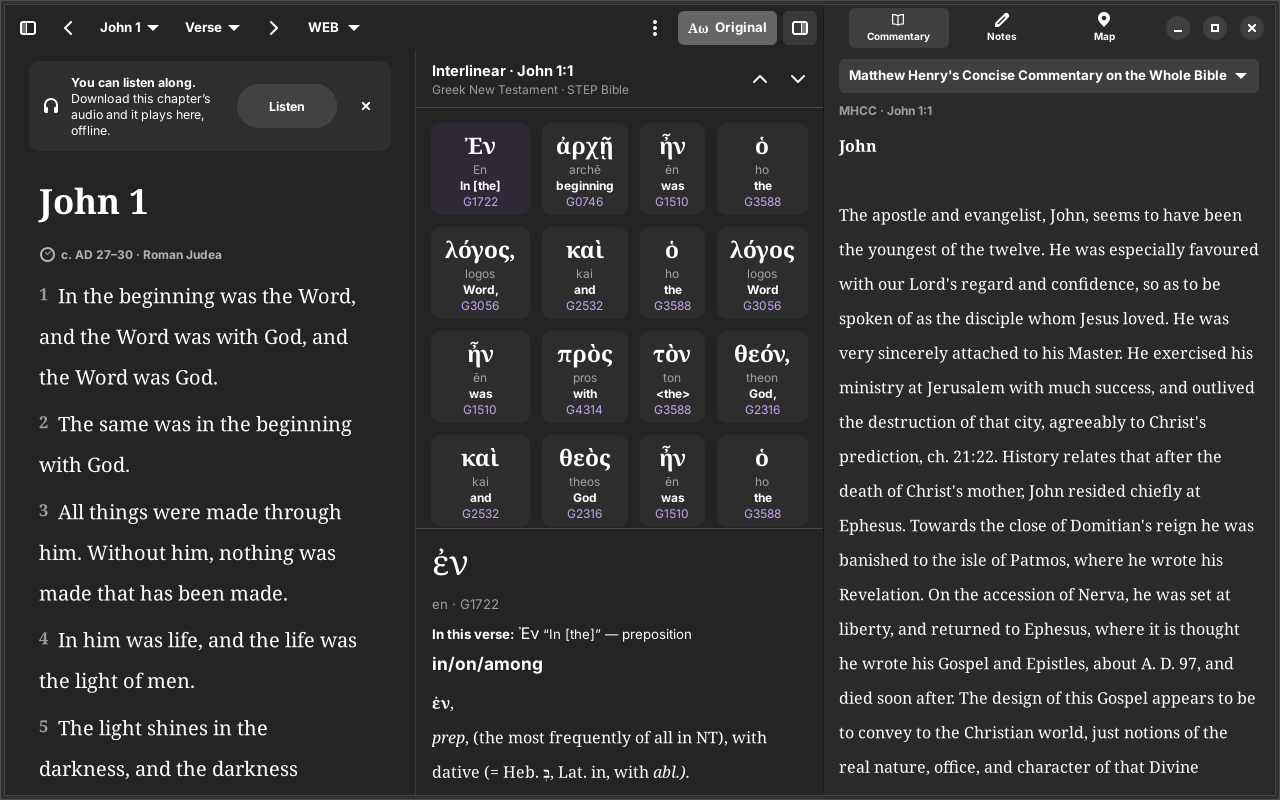 John 1
Verse
WEB
Aω Original
Commentary
Notes
Map
You can listen along.
Download this chapter's
audio and it plays here,
offline.
Listen
John 1
c. AD 27–30 · Roman Judea
1 In the beginning was the Word,
and the Word was with God, and
the Word was God.
2 The same was in the beginning
with God.
3 All things were made through
him. Without him, nothing was
made that has been made.
4 In him was life, and the life was
the light of men.
5 The light shines in the
darkness, and the darkness
Interlinear · John 1:1
Greek New Testament · STEP Bible
Ἐν ἀρχῇ ἦν ὁ
En archē ēn ho
In [the] beginning was the
G1722 G0746 G1510 G3588
λόγος, καὶ ὁ λόγος
logos kai ho logos
Word, and the Word
G3056 G2532 G3588 G3056
ἦν πρὸς τὸν θεόν,
ēn pros ton theon
was with <the> God,
G1510 G4314 G3588 G2316
καὶ θεὸς ἦν ὁ
kai theos ēn ho
and God was the
G2532 G2316 G1510 G3588
ἐν
en · G1722
In this verse: Ἐν “In [the]” — preposition
in/on/among
ἐν,
prep, (the most frequently of all in NT), with
dative (= Heb. בְּ, Lat. in, with abl.).
Matthew Henry's Concise Commentary on the Whole Bible
MHCC · John 1:1
John
The apostle and evangelist, John, seems to have been
the youngest of the twelve. He was especially favoured
with our Lord's regard and confidence, so as to be
spoken of as the disciple whom Jesus loved. He was
very sincerely attached to his Master. He exercised his
ministry at Jerusalem with much success, and outlived
the destruction of that city, agreeably to Christ's
prediction, ch. 21:22. History relates that after the
death of Christ's mother, John resided chiefly at
Ephesus. Towards the close of Domitian's reign he was
banished to the isle of Patmos, where he wrote his
Revelation. On the accession of Nerva, he was set at
liberty, and returned to Ephesus, where it is thought
he wrote his Gospel and Epistles, about A. D. 97, and
died soon after. The design of this Gospel appears to be
to convey to the Christian world, just notions of the
real nature, office, and character of that Divine